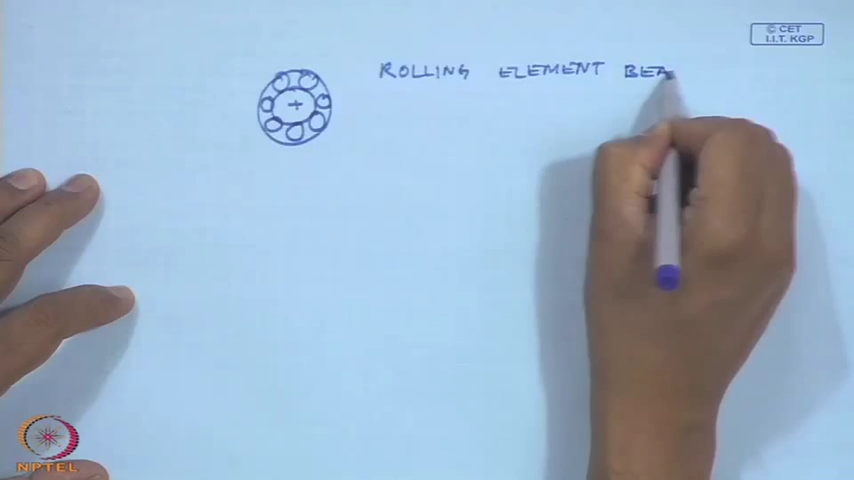 © CET
I.I.T. KGP
ROLLING ELEMENT BEA
NPTEL